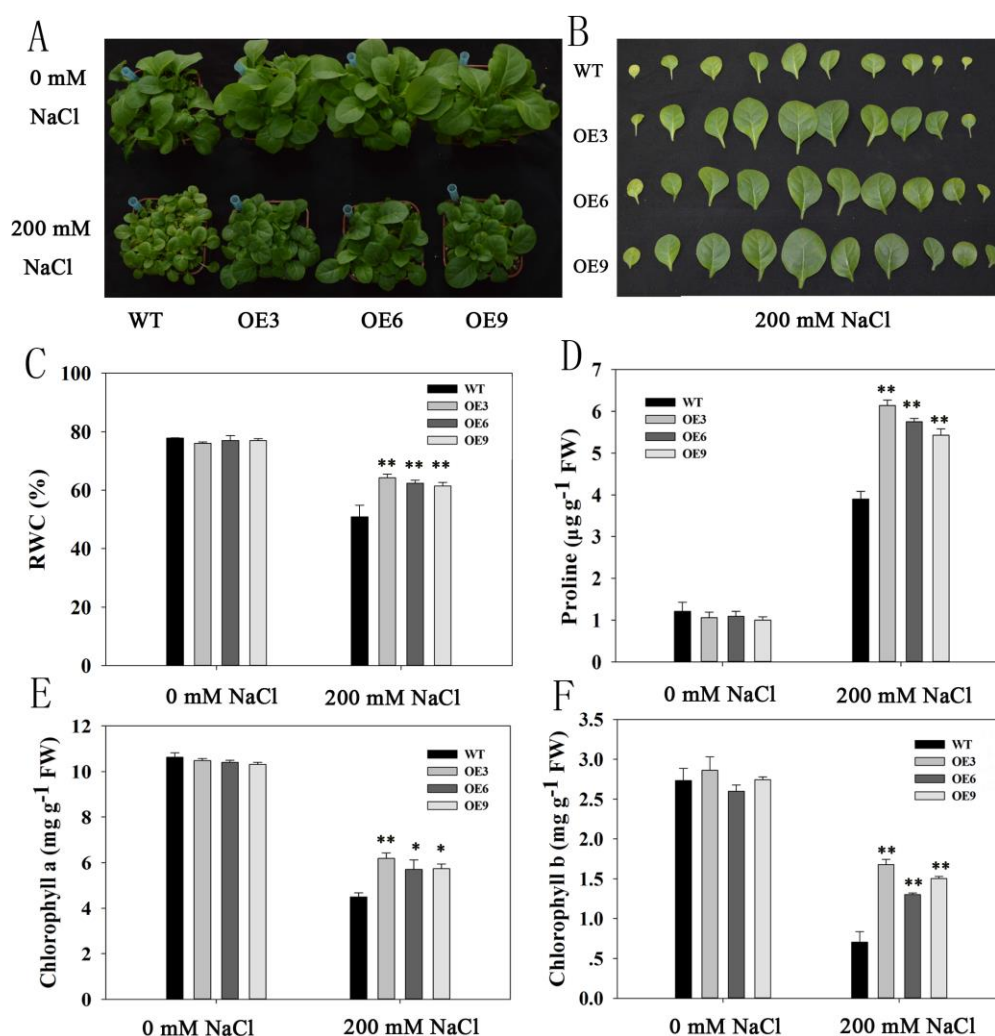 A
0 mM
NaCl
200 mM
NaCl
WT OE3 OE6 OE9
B
WT
OE3
OE6
OE9
200 mM NaCl
C
RWC (%)
100
80
60
40
20
0
WT
OE3
OE6
OE9
** ** **
0 mM NaCl 200 mM NaCl
D
Proline (µg g⁻¹ FW)
7
6
5
4
3
2
1
0
WT
OE3
OE6
OE9
** ** **
0 mM NaCl 200 mM NaCl
E
Chlorophyll a (mg g⁻¹ FW)
12
10
8
6
4
2
0
WT
OE3
OE6
OE9
** * *
0 mM NaCl 200 mM NaCl
F
Chlorophyll b (mg g⁻¹ FW)
3.5
3.0
2.5
2.0
1.5
1.0
0.5
0.0
WT
OE3
OE6
OE9
** ** **
0 mM NaCl 200 mM NaCl